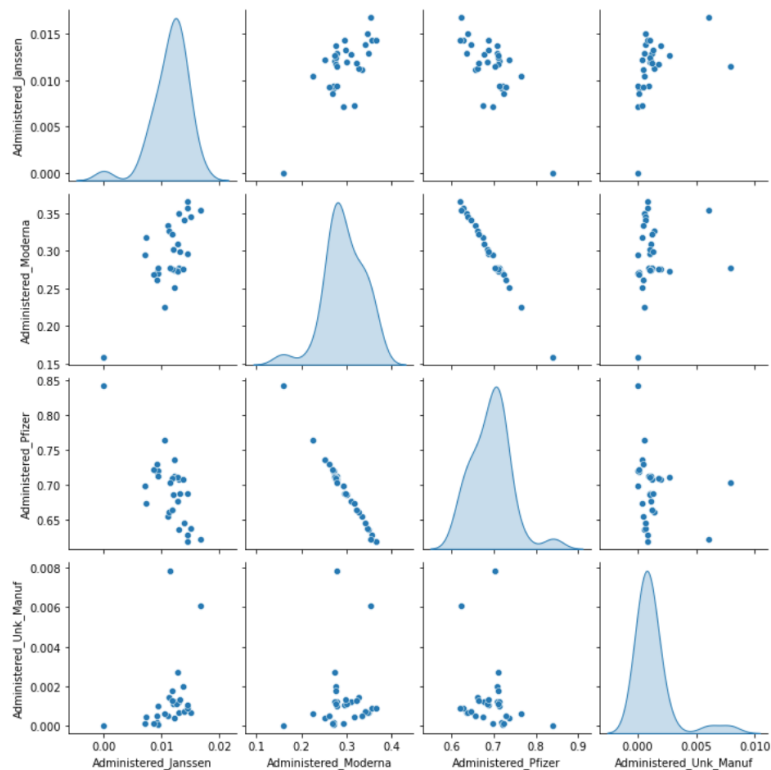 Administered_Janssen
0.015
0.010
0.005
0.000
Administered_Moderna
0.35
0.30
0.25
0.20
0.15
Administered_Pfizer
0.85
0.80
0.75
0.70
0.65
Administered_Unk_Manuf
0.008
0.006
0.004
0.002
0.000
0.00 0.01 0.02
0.1 0.2 0.3 0.4
0.6 0.7 0.8 0.9
0.000 0.005 0.010
Administered_Janssen
Administered_Moderna
Administered_Pfizer
Administered_Unk_Manuf